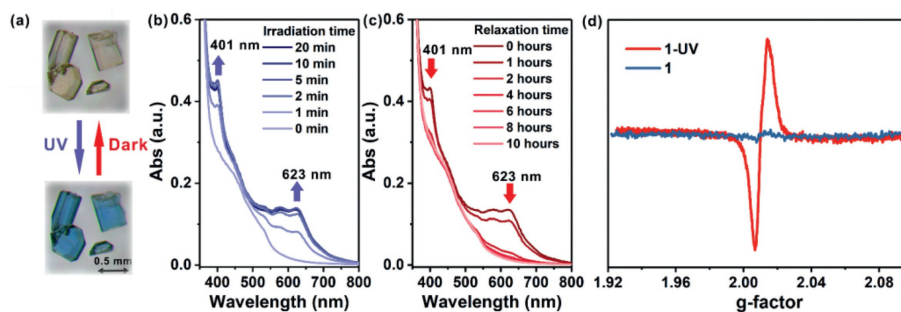 (a)
UV
Dark
0.5 mm
(b)
0.6
0.4
0.2
0.0
Abs (a.u.)
401 nm
Irradiation time
20 min
10 min
5 min
2 min
1 min
0 min
623 nm
400 500 600 700 800
Wavelength (nm)
(c)
0.6
0.4
0.2
0.0
Abs (a.u.)
401 nm
Relaxation time
0 hours
1 hours
2 hours
4 hours
6 hours
8 hours
10 hours
623 nm
400 500 600 700 800
Wavelength (nm)
(d)
1-UV
1
1.92 1.96 2.00 2.04 2.08
g-factor